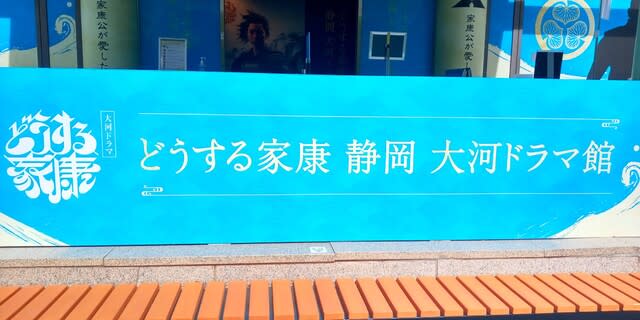 家康公が愛した
静岡
家康公が愛し
大河ドラマ
どうする
家康
どうする家康 静岡 大河ドラマ館